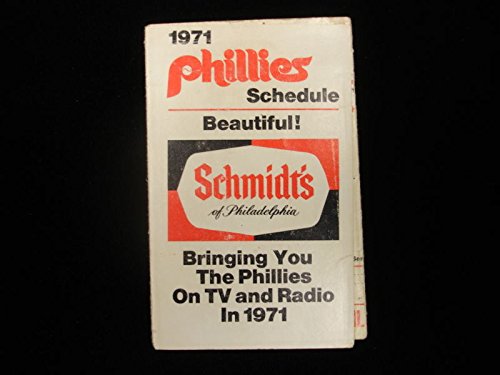 1971
phillies
Schedule
Beautiful!
Schmidt's
of Philadelphia
Bringing You
The Phillies
On TV and Radio
In 1971